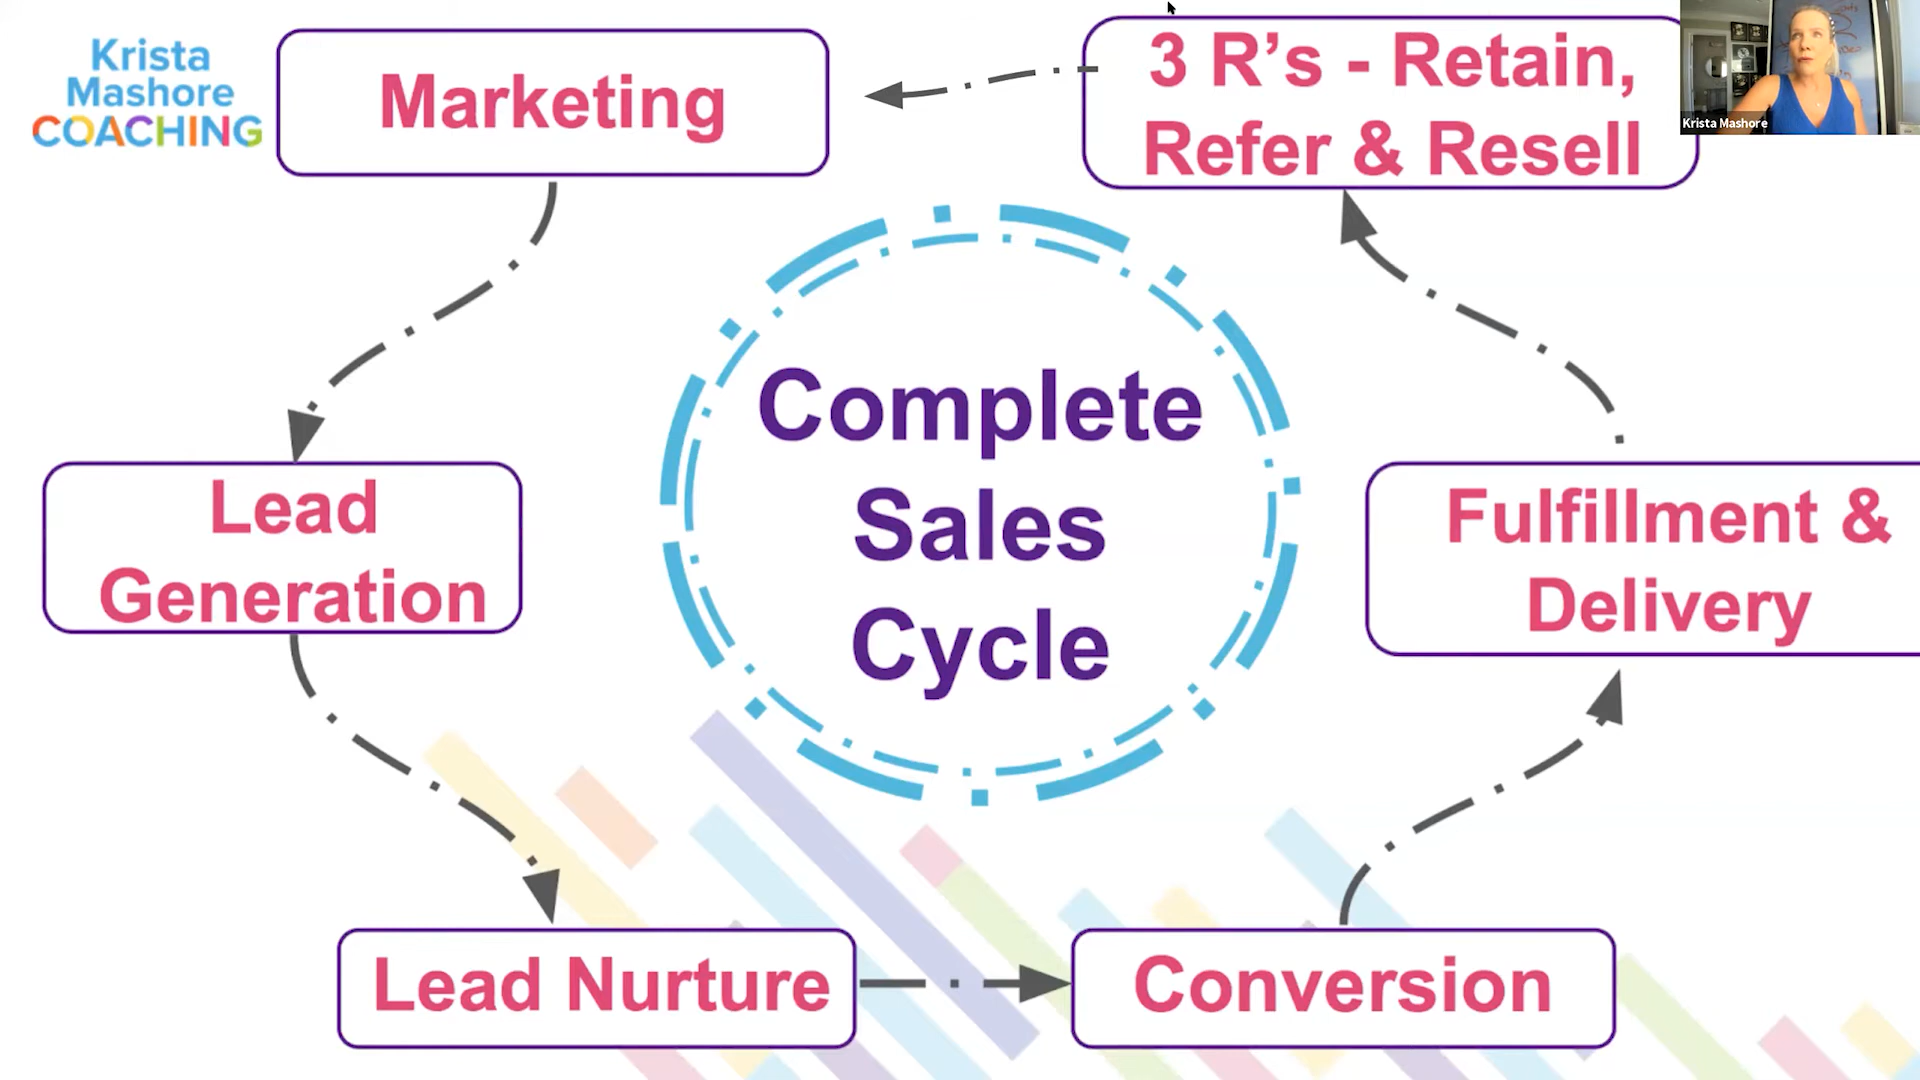 Krista
Mashore
COACHING
Marketing
3 R's - Retain,
Refer & Resell
Krista Mashore
Complete
Sales
Cycle
Lead
Generation
Fulfillment &
Delivery
Lead Nurture
Conversion